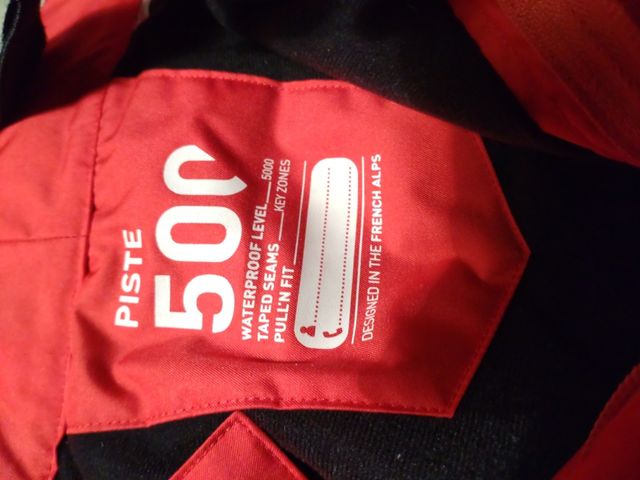 PISTE
500
WATERPROOF LEVEL 5000
TAPED SEAMS KEY ZONES
PULL'N FIT
DESIGNED IN THE FRENCH ALPS